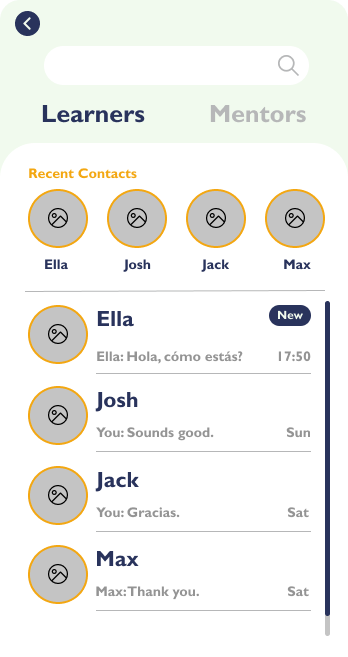 Learners Mentors
Recent Contacts
Ella Josh Jack Max
Ella New
Ella: Hola, cómo estás? 17:50
Josh
You: Sounds good. Sun
Jack
You: Gracias. Sat
Max
Max:Thank you. Sat